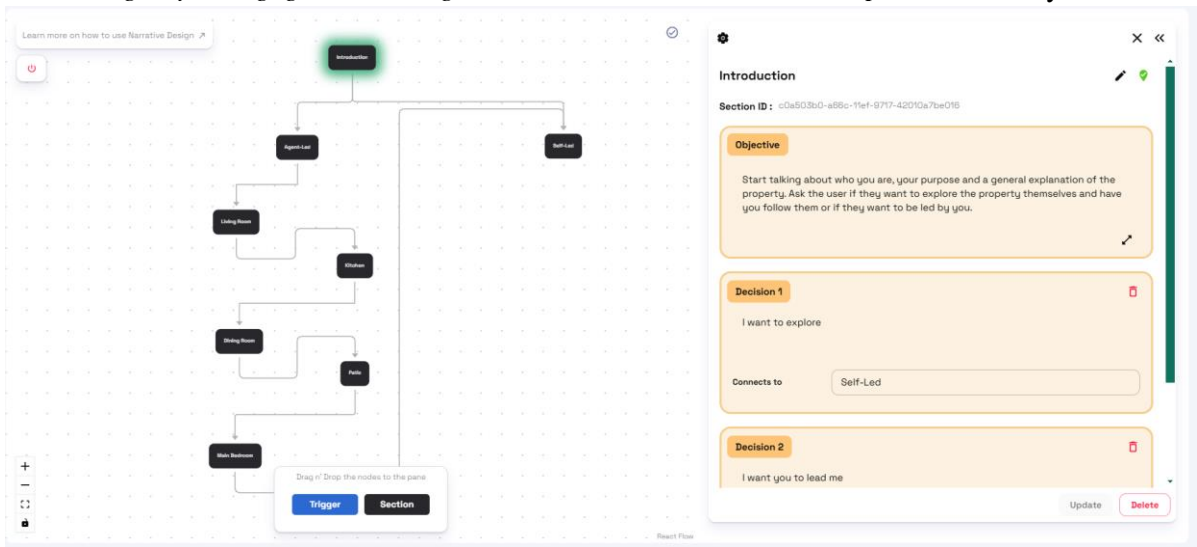 Learn more on how to use Narrative Design ↗
Introduction
Agent-Led
Self-Led
Living Room
Kitchen
Dining Room
Patio
Main Bedroom
Drag n' Drop the nodes to the pane
Trigger
Section
React Flow
Introduction
Section ID : c0a503b0-a66c-11ef-9717-42010a7be016
Objective
Start talking about who you are, your purpose and a general explanation of the
property. Ask the user if they want to explore the property themselves and have
you follow them or if they want to be led by you.
Decision 1
I want to explore
Connects to
Self-Led
Decision 2
I want you to lead me
Update
Delete